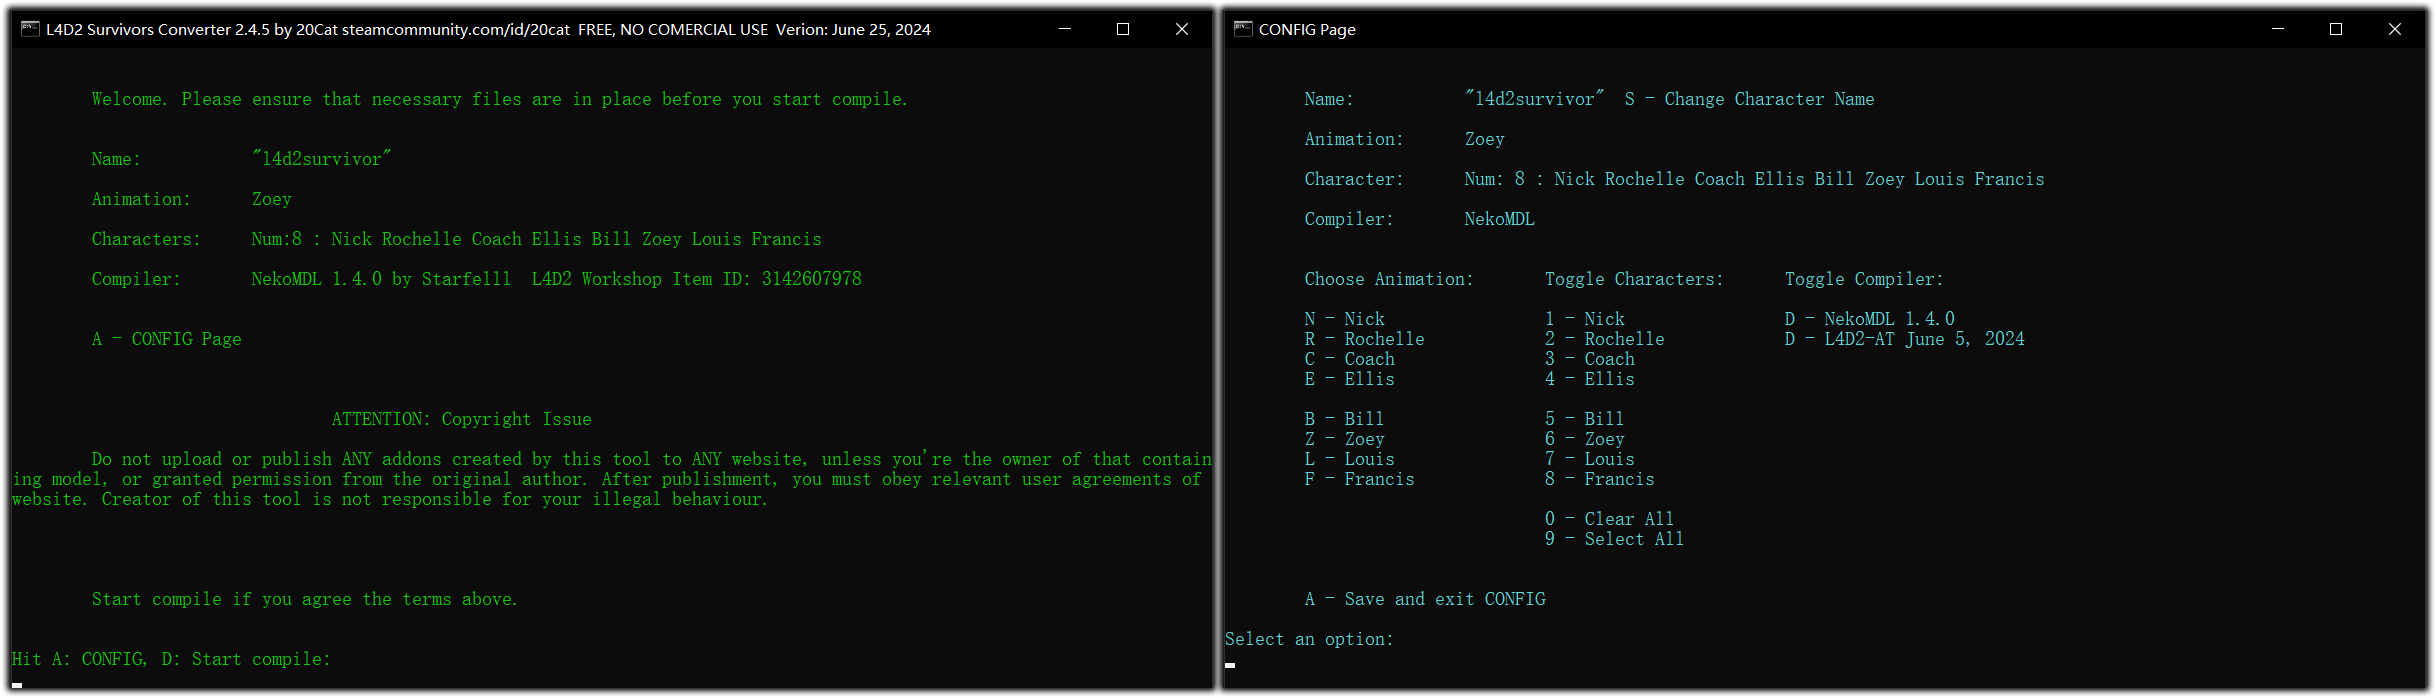 L4D2 Survivors Converter 2.4.5 by 20Cat steamcommunity.com/id/20cat  FREE, NO COMERCIAL USE  Verion: June 25, 2024
Welcome. Please ensure that necessary files are in place before you start compile.
Name: "l4d2survivor"
Animation: Zoey
Characters: Num:8 : Nick Rochelle Coach Ellis Bill Zoey Louis Francis
Compiler: NekoMDL 1.4.0 by Starfelll  L4D2 Workshop Item ID: 3142607978
A - CONFIG Page
ATTENTION: Copyright Issue
Do not upload or publish ANY addons created by this tool to ANY website, unless you're the owner of that contain
ing model, or granted permission from the original author. After publishment, you must obey relevant user agreements of
website. Creator of this tool is not responsible for your illegal behaviour.
Start compile if you agree the terms above.
Hit A: CONFIG, D: Start compile:
CONFIG Page
Name: "l4d2survivor"  S - Change Character Name
Animation: Zoey
Character: Num: 8 : Nick Rochelle Coach Ellis Bill Zoey Louis Francis
Compiler: NekoMDL
Choose Animation: Toggle Characters: Toggle Compiler:
N - Nick 1 - Nick D - NekoMDL 1.4.0
R - Rochelle 2 - Rochelle D - L4D2-AT June 5, 2024
C - Coach 3 - Coach
E - Ellis 4 - Ellis
B - Bill 5 - Bill
Z - Zoey 6 - Zoey
L - Louis 7 - Louis
F - Francis 8 - Francis
0 - Clear All
9 - Select All
A - Save and exit CONFIG
Select an option: